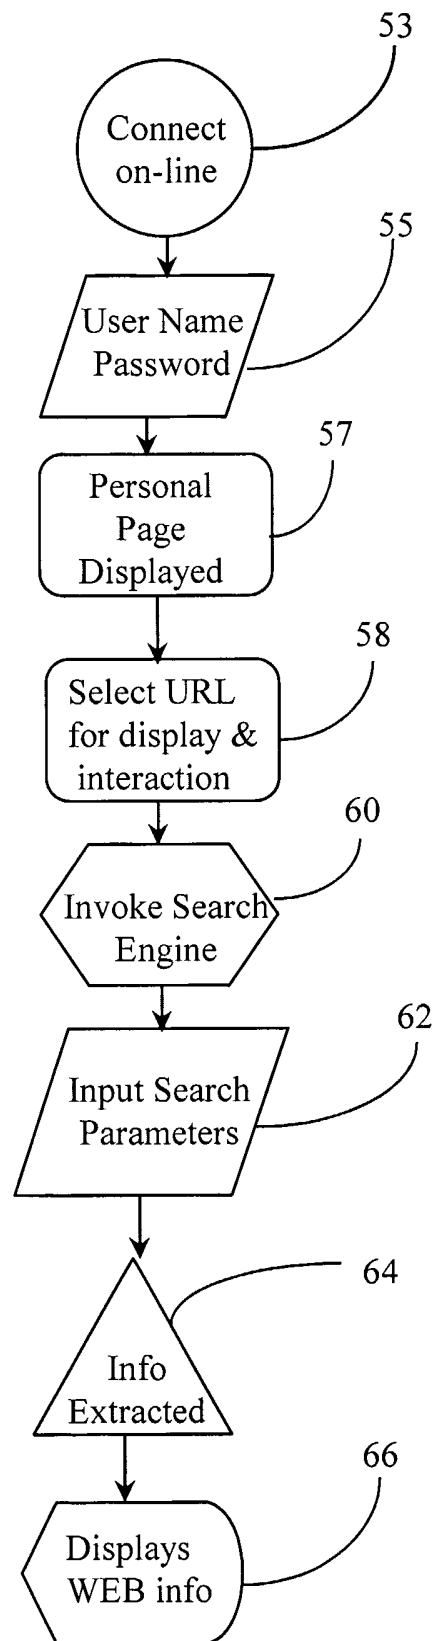 53
Connect
on-line
55
User Name
Password
57
Personal
Page
Displayed
58
Select URL
for display &
interaction
60
Invoke Search
Engine
62
Input Search
Parameters
64
Info
Extracted
66
Displays
WEB info